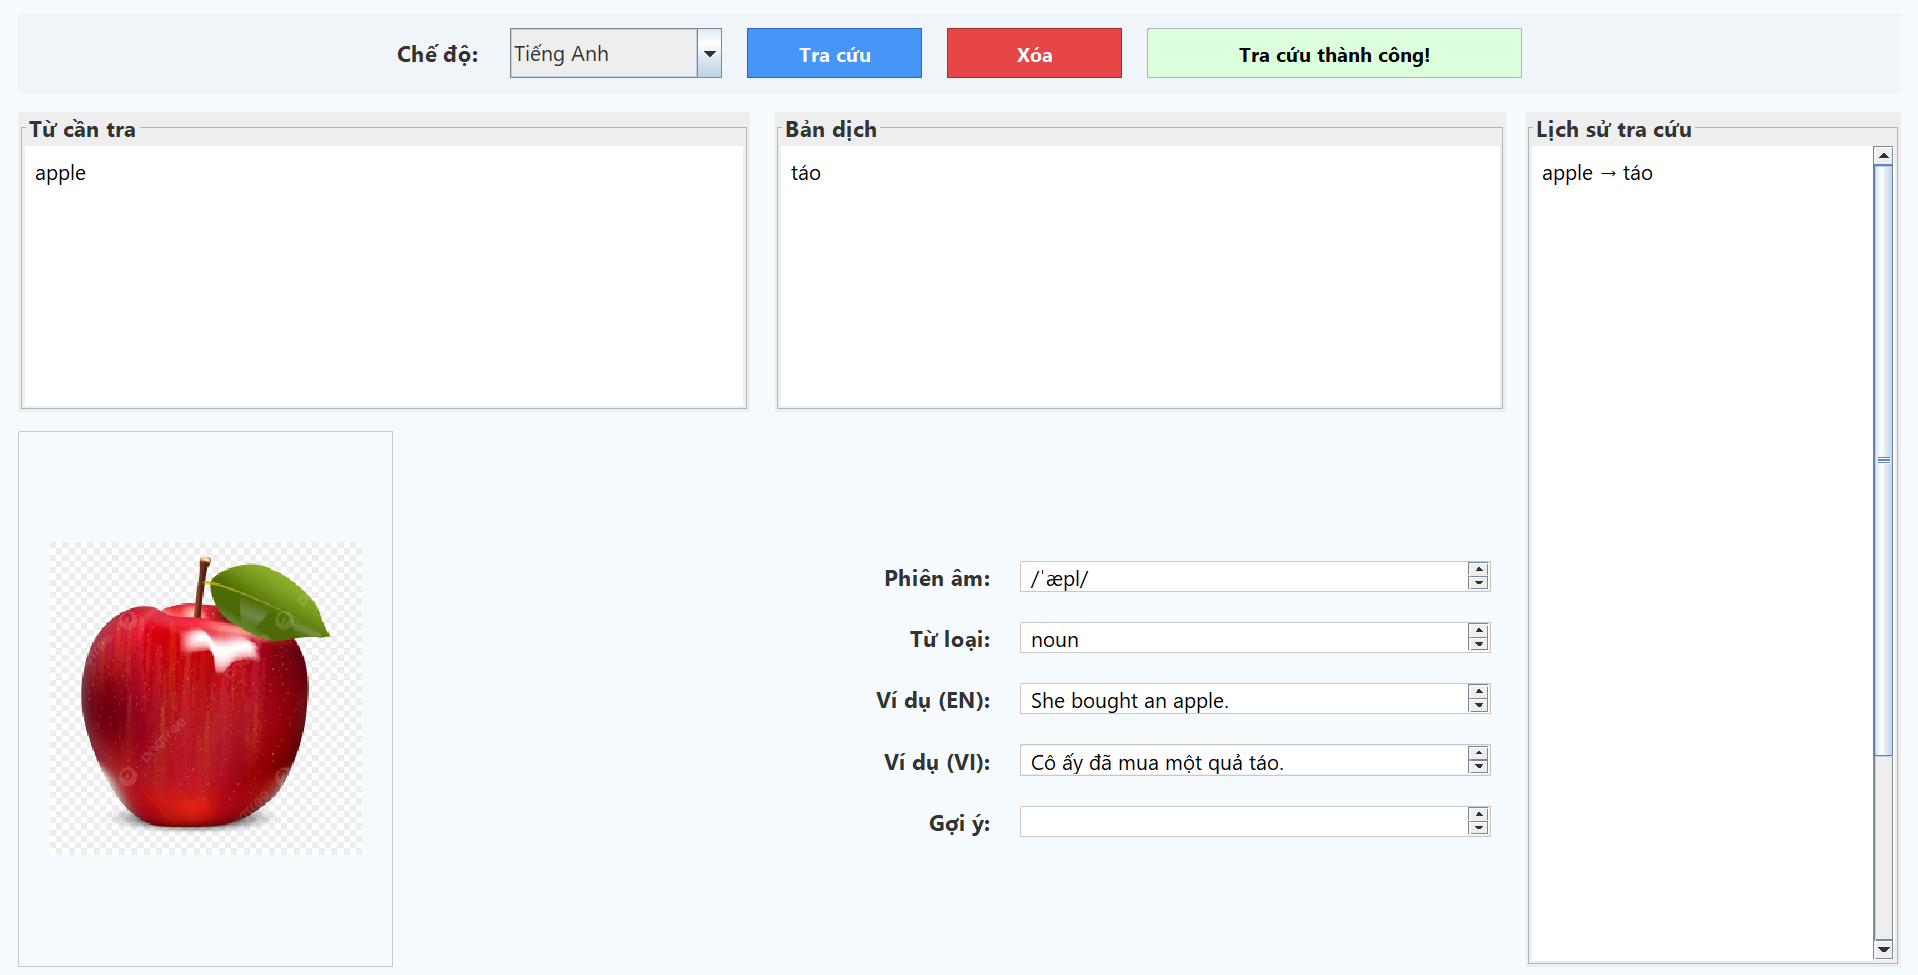 Chế độ: Tiếng Anh Tra cứu Xóa Tra cứu thành công!
Từ cần tra
apple
Bản dịch
táo
Lịch sử tra cứu
apple → táo
Phiên âm: /ˈæpl/
Từ loại: noun
Ví dụ (EN): She bought an apple.
Ví dụ (VI): Cô ấy đã mua một quả táo.
Gợi ý: